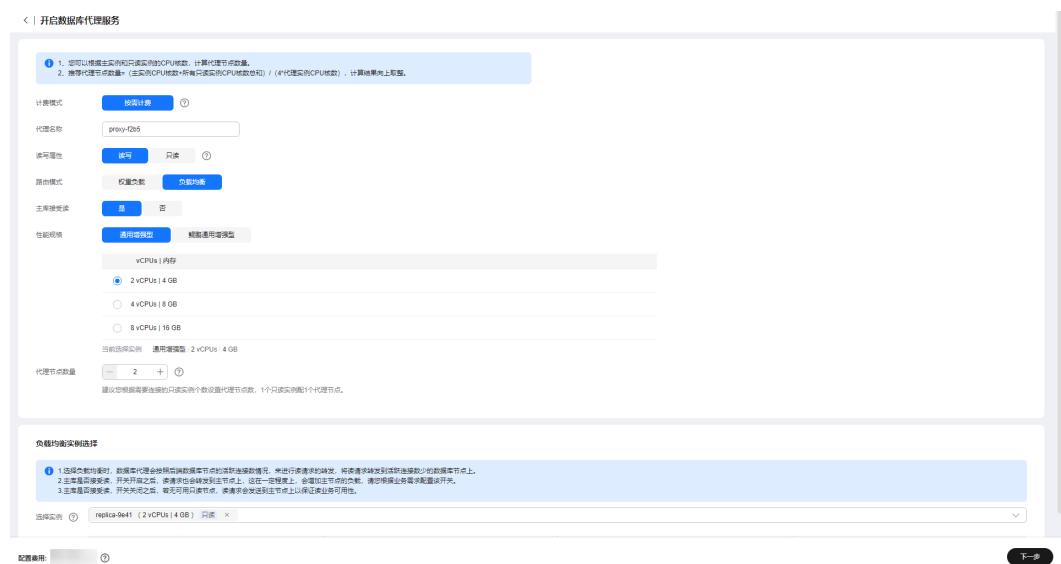 开启数据库代理服务
1、您可以根据主实例和只读实例的CPU核数，计算代理节点数量。
2、推荐代理节点数量=（主实例CPU核数+所有只读实例CPU核数总和）/（4*代理实例CPU核数），计算结果向上取整。
计费模式 按需计费
代理名称 proxy-f2b5
读写属性 读写 只读
路由模式 权重负载 负载均衡
主库接受读 是 否
性能规格 通用增强型 鲲鹏通用增强型
vCPUs | 内存
2 vCPUs | 4 GB
4 vCPUs | 8 GB
8 vCPUs | 16 GB
当前选择实例 通用增强型 | 2 vCPUs | 4 GB
代理节点数量 — 2 +
建议您根据需要连接的只读实例个数设置代理节点数，1个只读实例配1个代理节点。
负载均衡实例选择
1.选择负载均衡时，数据库代理会按照后端数据库节点的活跃连接数情况，来进行读请求的转发，将读请求转发到活跃连接数少的数据库节点上。
2.主库是否接受读，开关开启之后，读请求也会转发到主节点上，这在一定程度上，会增加主节点的负载，请您根据业务需求配置该开关。
3.主库是否接受读，开关关闭之后，若无可用只读节点，读请求会发送到主节点上以保证读业务可用性。
选择实例 replica-9e41 （2 vCPUs | 4 GB） 只读 ×
配置费用:
下一步